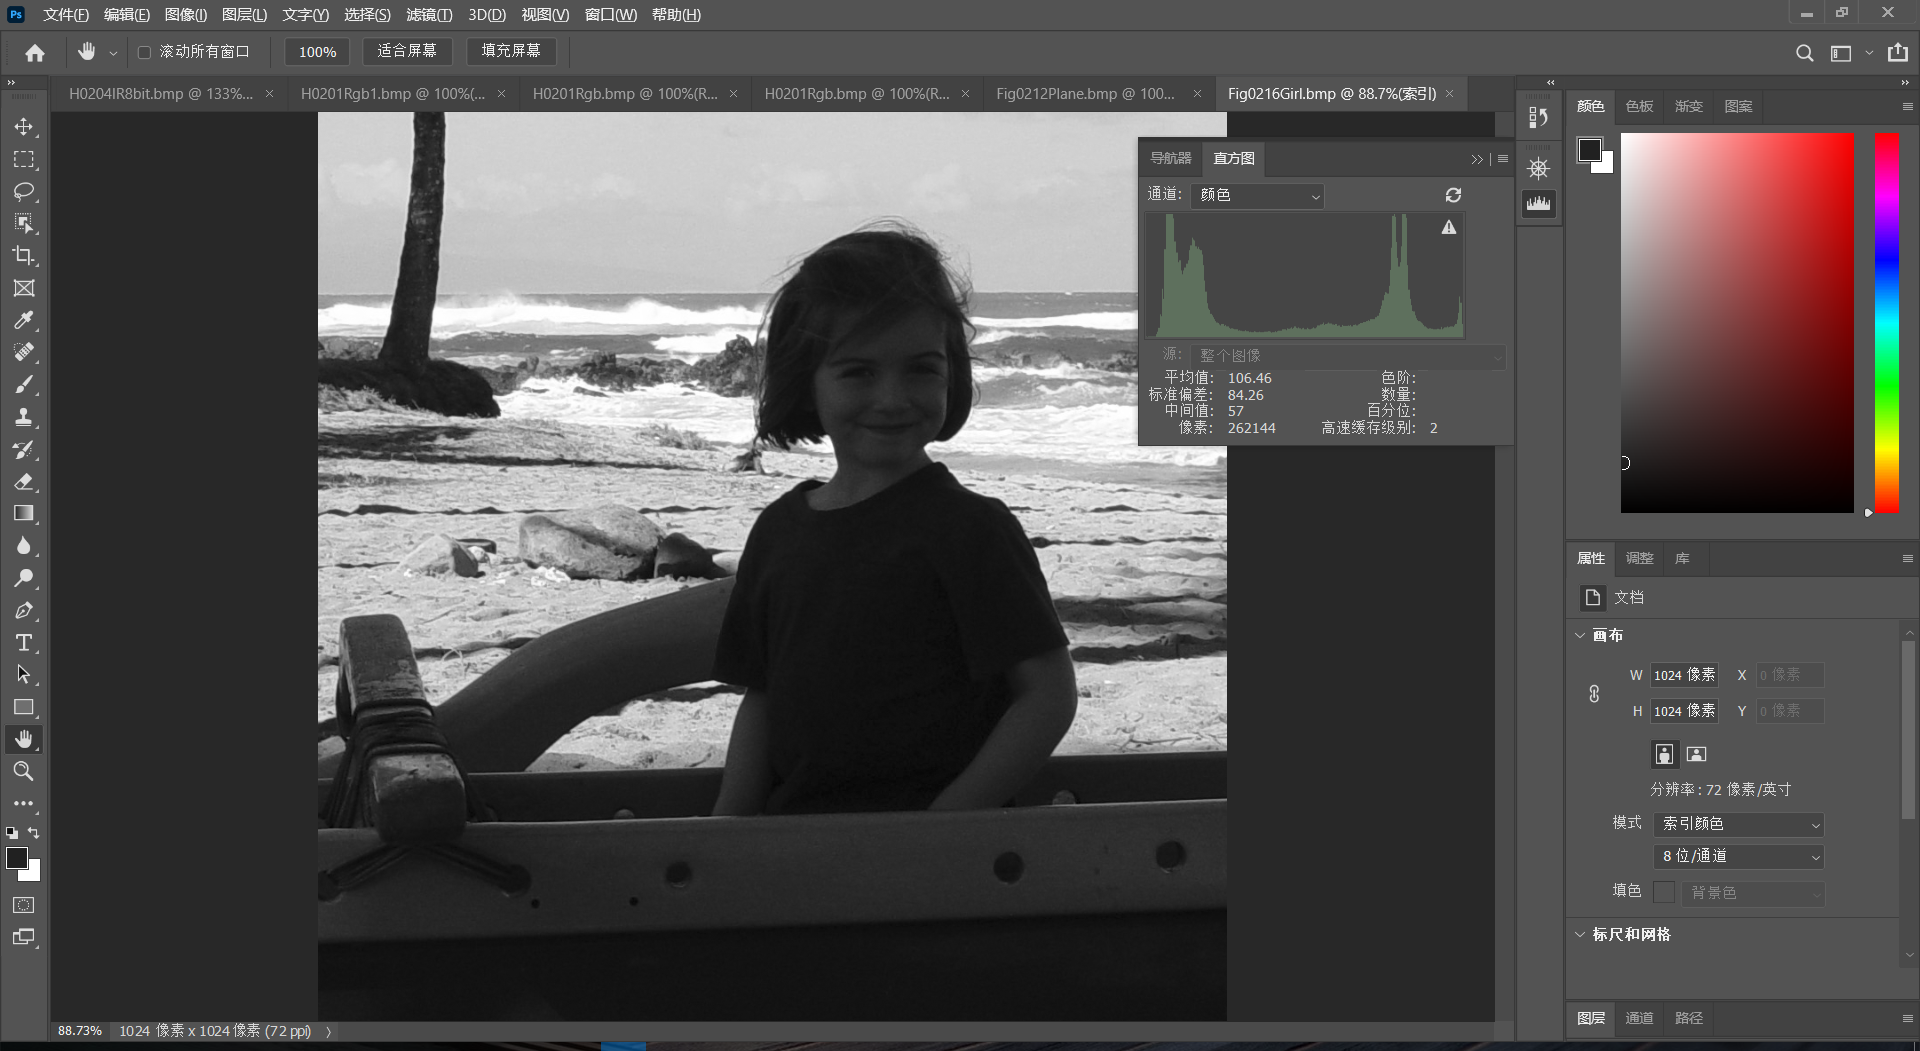 Ps 文件(F) 编辑(E) 图像(I) 图层(L) 文字(Y) 选择(S) 滤镜(T) 3D(D) 视图(V) 窗口(W) 帮助(H)
滚动所有窗口 100% 适合屏幕 填充屏幕
H0204IR8bit.bmp @ 133%... × H0201Rgb1.bmp @ 100%(... × H0201Rgb.bmp @ 100%(R... × H0201Rgb.bmp @ 100%(R... × Fig0212Plane.bmp @ 100... × Fig0216Girl.bmp @ 88.7%(索引) ×
导航器 直方图
通道: 颜色
源: 整个图像
平均值: 106.46 色阶:
标准偏差: 84.26 数量:
中间值: 57 百分位:
像素: 262144 高速缓存级别: 2
颜色 色板 渐变 图案
属性 调整 库
文档
画布
W 1024 像素 X 0 像素
H 1024 像素 Y 0 像素
分辨率: 72 像素/英寸
模式 索引颜色
8 位/通道
填色 背景色
标尺和网格
图层 通道 路径
88.73% 1024 像素 x 1024 像素 (72 ppi)